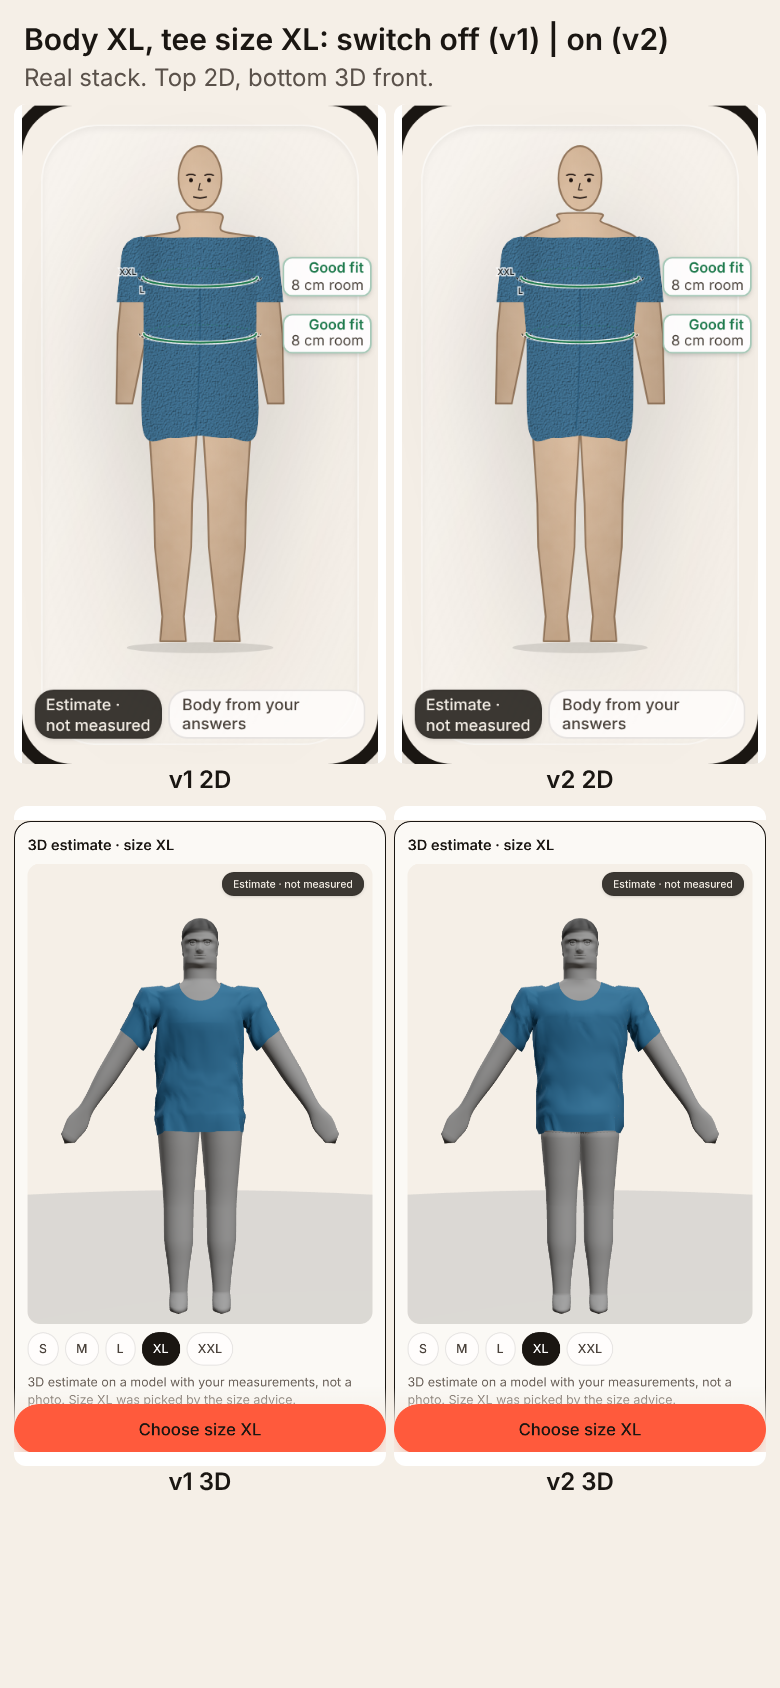 Body XL, tee size XL: switch off (v1) | on (v2)
Real stack. Top 2D, bottom 3D front.
XXL
L
Good fit
8 cm room
Good fit
8 cm room
Estimate ·
not measured
Body from your
answers
XXL
L
Good fit
8 cm room
Good fit
8 cm room
Estimate ·
not measured
Body from your
answers
v1 2D
v2 2D
3D estimate · size XL
Estimate · not measured
S
M
L
XL
XXL
3D estimate on a model with your measurements, not a
photo. Size XL was picked by the size advice.
Choose size XL
3D estimate · size XL
Estimate · not measured
S
M
L
XL
XXL
3D estimate on a model with your measurements, not a
photo. Size XL was picked by the size advice.
Choose size XL
v1 3D
v2 3D